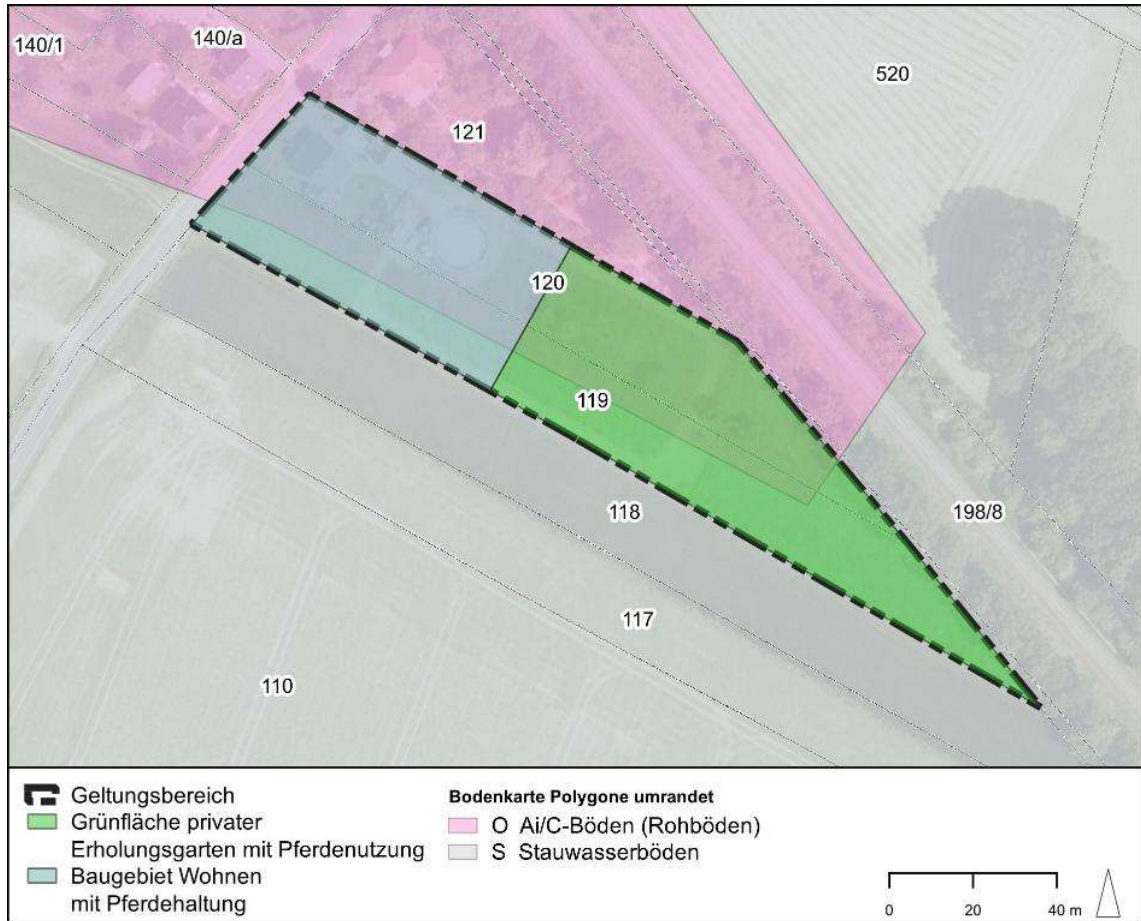 140/1
140/a
520
121
120
119
198/8
118
117
110
Geltungsbereich
Grünfläche privater
Erholungsgarten mit Pferdenutzung
Baugebiet Wohnen
mit Pferdehaltung
Bodenkarte Polygone umrandet
O Ai/C-Böden (Rohböden)
S Stauwasserböden
0 20 40 m